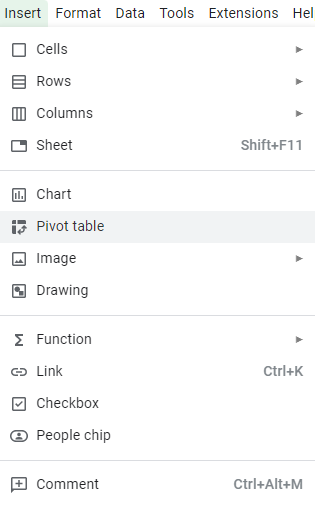 Insert Format Data Tools Extensions Hel
Cells
Rows
Columns
Sheet Shift+F11
Chart
Pivot table
Image
Drawing
Function
Link Ctrl+K
Checkbox
People chip
Comment Ctrl+Alt+M